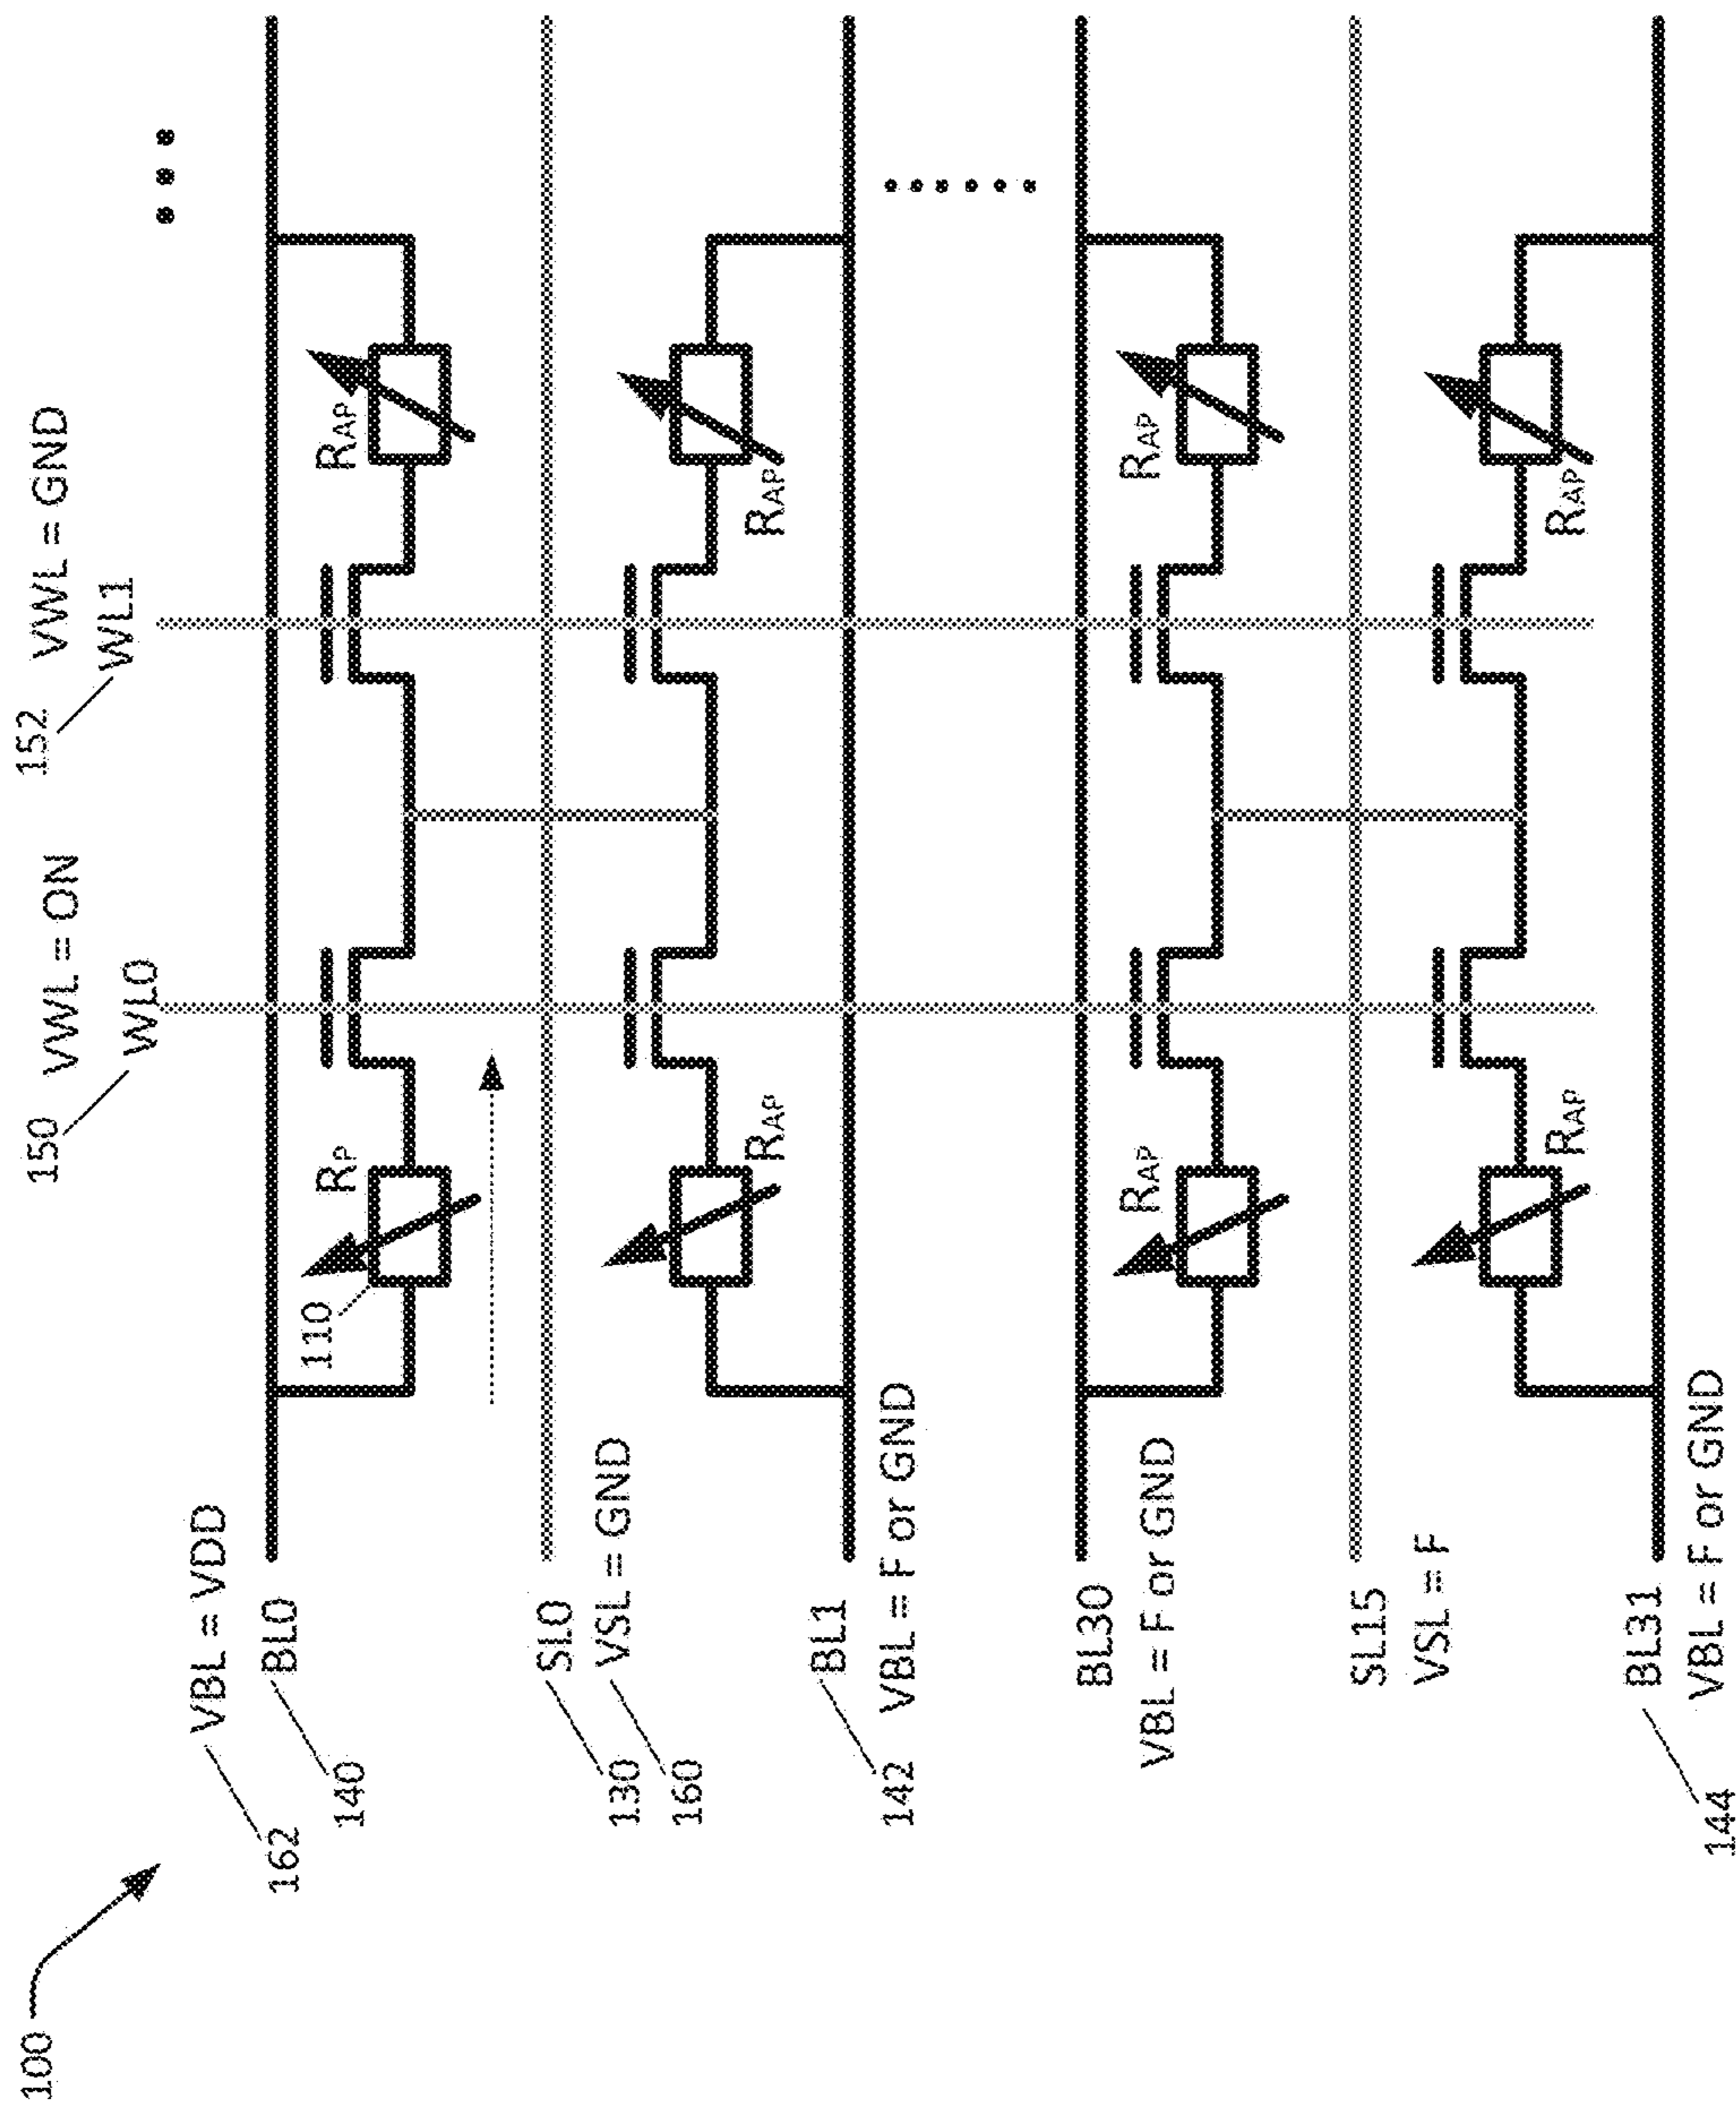 100
150
VWL = ON
WL0
152
VWL = GND
WL1
162
VBL = VDD
140
BL0
110
RP
RAP
130
SL0
160
VSL = GND
RAP
RAP
142
BL1
VBL = F or GND
BL30
VBL = F or GND
RAP
RAP
SL15
VSL = F
RAP
RAP
144
BL31
VBL = F or GND